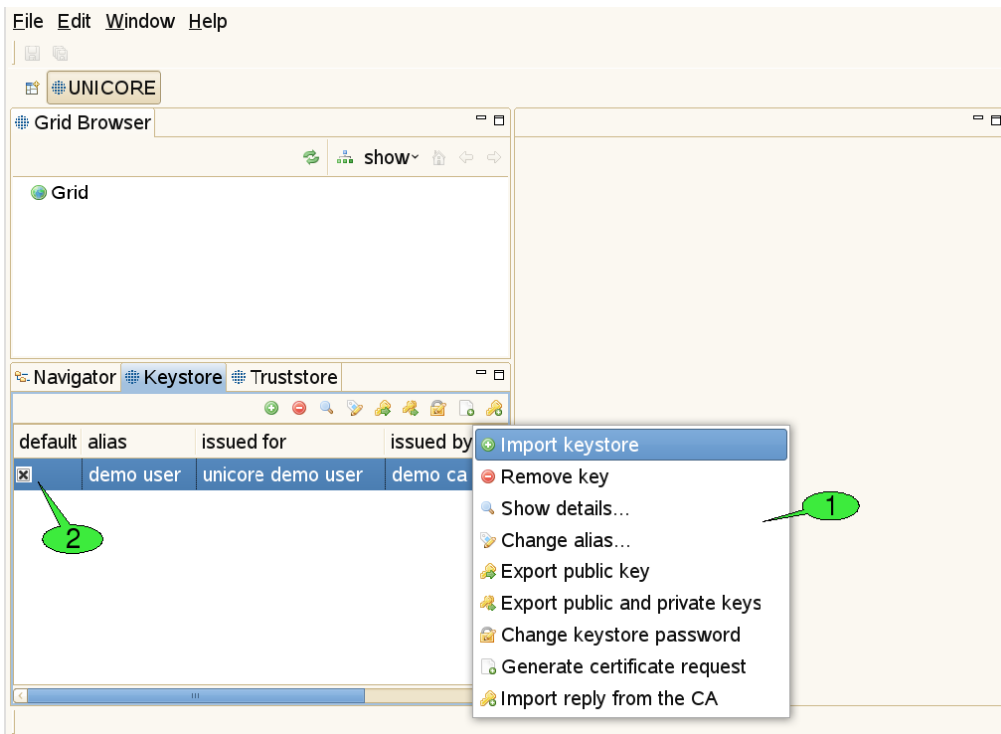 File Edit Window Help
UNICORE
Grid Browser
show
Grid
Navigator Keystore Truststore
default alias issued for issued by
demo user unicore demo user demo ca
Import keystore
Remove key
Show details...
Change alias...
Export public key
Export public and private keys
Change keystore password
Generate certificate request
Import reply from the CA
1
2